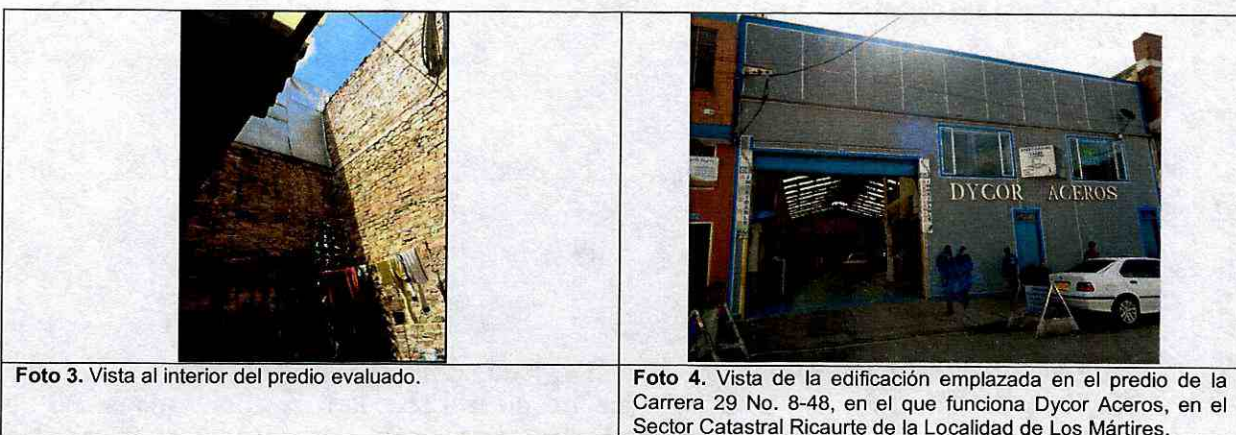 DYCOR ACEROS
Foto 3. Vista al interior del predio evaluado.
Foto 4. Vista de la edificación emplazada en el predio de la
Carrera 29 No. 8-48, en el que funciona Dycor Aceros, en el
Sector Catastral Ricaurte de la Localidad de Los Mártires.